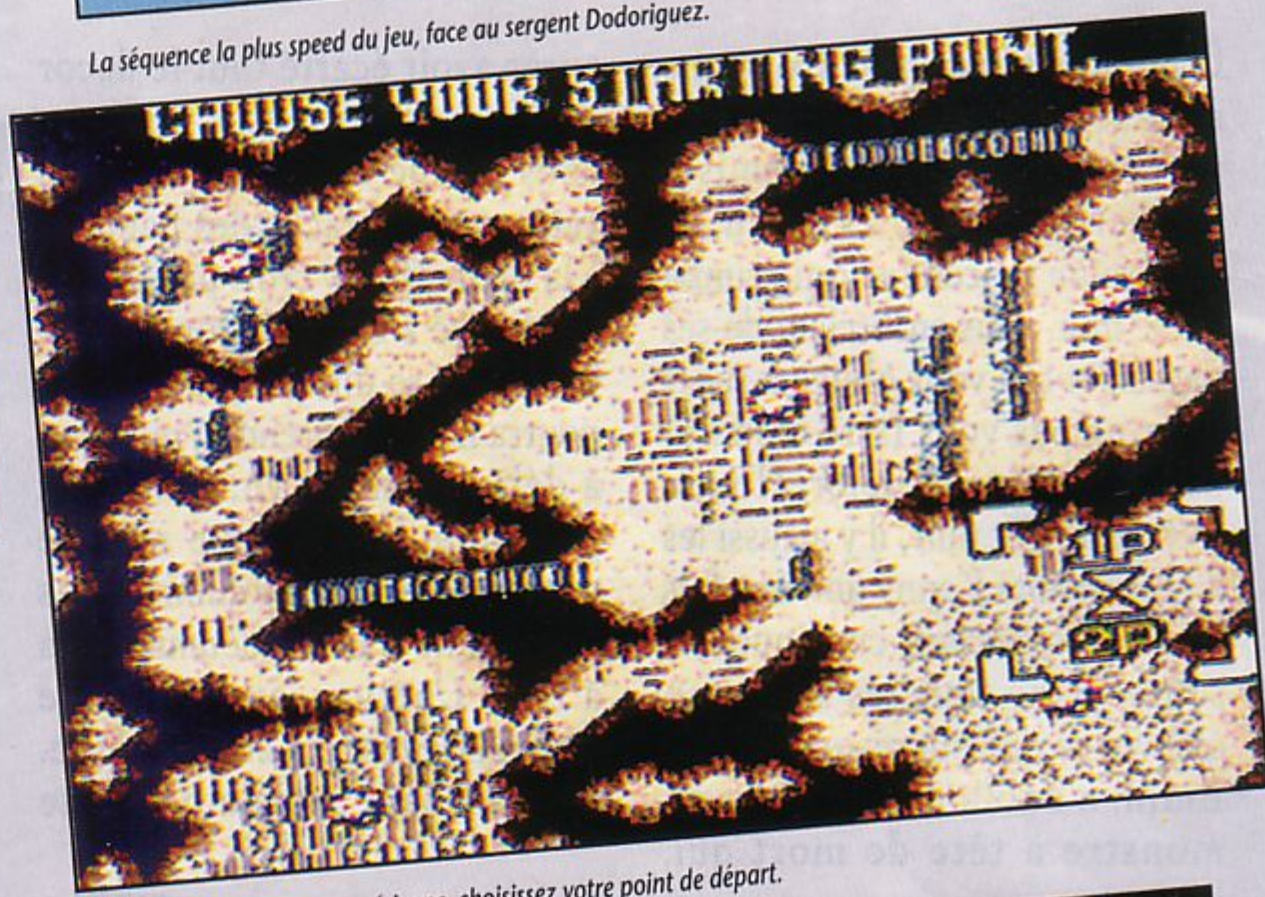 La séquence la plus speed du jeu, face au sergent Dodoriguez.
CHOOSE YOUR STARTING POINT.
1P
2P
choisissez votre point de départ.